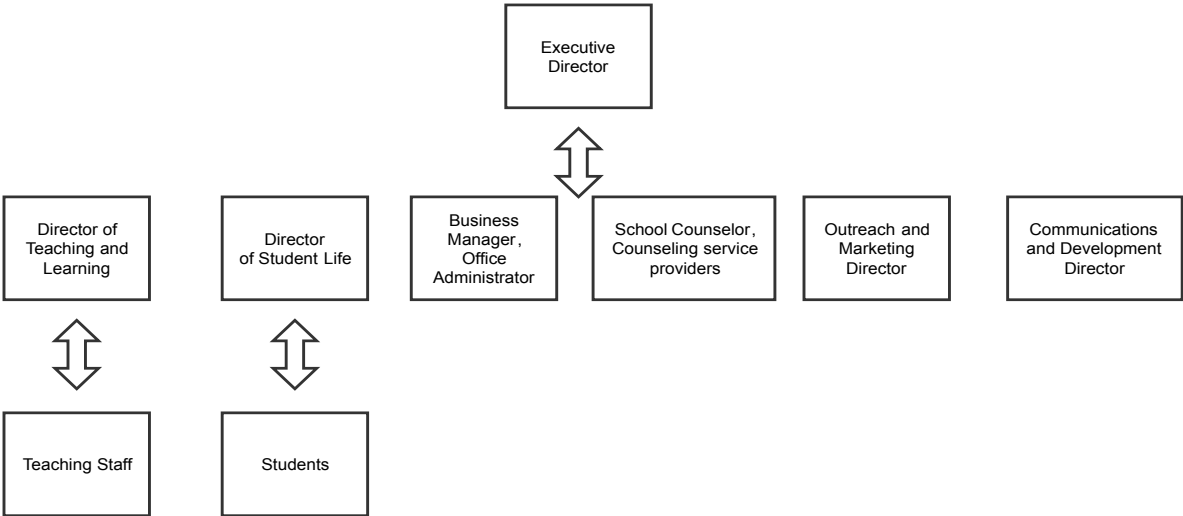 Executive
Director
Director of
Teaching and
Learning
Director
of Student Life
Business
Manager,
Office
Administrator
School Counselor,
Counseling service
providers
Outreach and
Marketing
Director
Communications
and Development
Director
Teaching Staff
Students